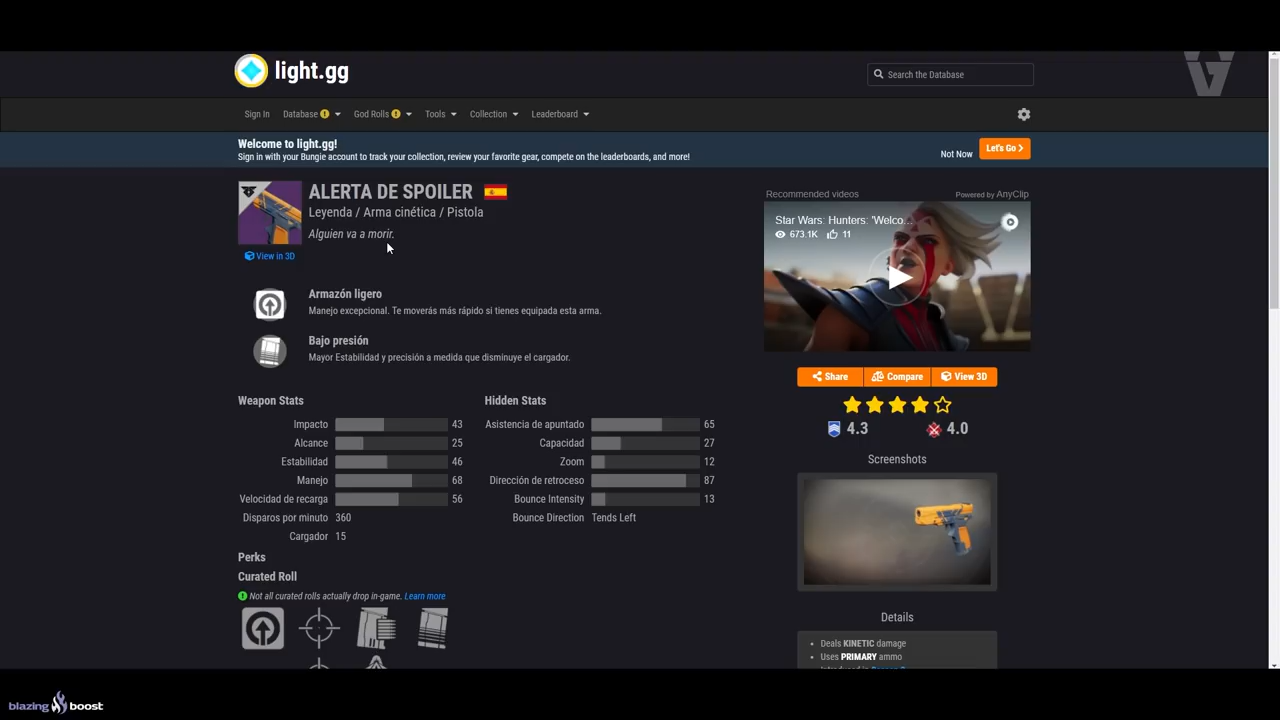 light.gg
Search the Database
Sign In
Database
God Rolls
Tools
Collection
Leaderboard
Welcome to light.gg!
Sign in with your Bungie account to track your collection, review your favorite gear, compete on the leaderboards, and more!
Not Now
Let's Go
ALERTA DE SPOILER
Leyenda / Arma cinética / Pistola
Alguien va a morir.
View in 3D
Armazón ligero
Manejo excepcional. Te moverás más rápido si tienes equipada esta arma.
Bajo presión
Mayor Estabilidad y precisión a medida que disminuye el cargador.
Weapon Stats
Impacto 43
Alcance 25
Estabilidad 46
Manejo 68
Velocidad de recarga 56
Disparos por minuto 360
Cargador 15
Hidden Stats
Asistencia de apuntado 65
Capacidad 27
Zoom 12
Dirección de retroceso 87
Bounce Intensity 13
Bounce Direction Tends Left
Perks
Curated Roll
Not all curated rolls actually drop in-game. Learn more
Recommended videos
Powered by AnyClip
Star Wars: Hunters: 'Welco...
673.1K 11
Share
Compare
View 3D
4.3
4.0
Screenshots
Details
Deals KINETIC damage
Uses PRIMARY ammo
blazing boost